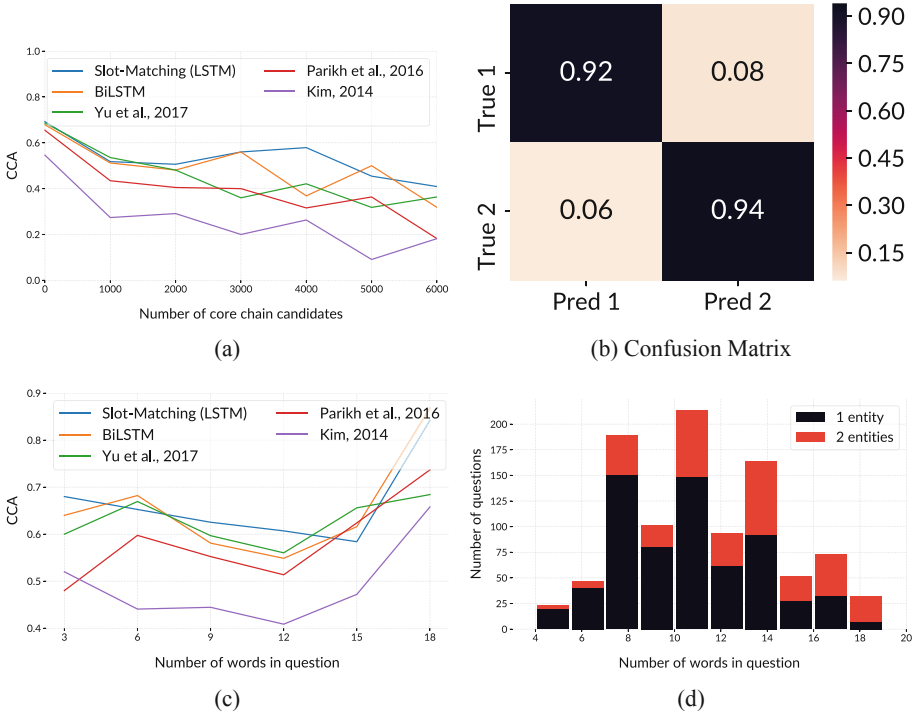 1.0
0.8
0.6
0.4
0.2
0.0
CCA
Slot-Matching (LSTM)
BiLSTM
Yu et al., 2017
Parikh et al., 2016
Kim, 2014
0 1000 2000 3000 4000 5000 6000
Number of core chain candidates
(a)
True 1
True 2
0.92 0.08
0.06 0.94
Pred 1 Pred 2
0.90
0.75
0.60
0.45
0.30
0.15
(b) Confusion Matrix
0.9
0.8
0.7
0.6
0.5
0.4
CCA
Slot-Matching (LSTM)
BiLSTM
Yu et al., 2017
Parikh et al., 2016
Kim, 2014
3 6 9 12 15 18
Number of words in question
(c)
200
175
150
125
100
75
50
25
0
Number of questions
1 entity
2 entities
4 6 8 10 12 14 16 18 20
Number of words in question
(d)